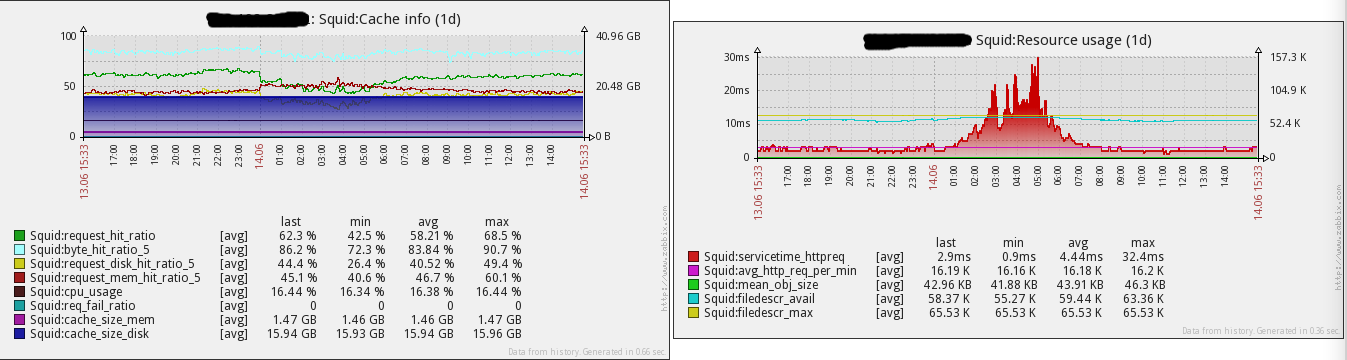 : Squid:Cache info (1d)
100
50
0
40.96 GB
20.48 GB
0 B
13.06 15:33
17:00
18:00
19:00
20:00
21:00
22:00
23:00
14.06
01:00
02:00
03:00
04:00
05:00
06:00
07:00
08:00
09:00
10:00
11:00
12:00
13:00
14:00
14.06 15:33
last min avg max
Squid:request_hit_ratio [avg] 62.3 % 42.5 % 58.21 % 68.5 %
Squid:byte_hit_ratio_5 [avg] 86.2 % 72.3 % 83.84 % 90.7 %
Squid:request_disk_hit_ratio_5 [avg] 44.4 % 26.4 % 40.52 % 49.4 %
Squid:request_mem_hit_ratio_5 [avg] 45.1 % 40.6 % 46.7 % 60.1 %
Squid:cpu_usage [avg] 16.44 % 16.34 % 16.38 % 16.44 %
Squid:req_fail_ratio [avg] 0 0 0 0
Squid:cache_size_mem [avg] 1.47 GB 1.46 GB 1.46 GB 1.47 GB
Squid:cache_size_disk [avg] 15.94 GB 15.93 GB 15.94 GB 15.96 GB
http://www.zabbix.com
Data from history. Generated in 0.66 sec.
Squid:Resource usage (1d)
30ms
20ms
10ms
0
157.3 K
104.9 K
52.4 K
0
13.06 15:33
17:00
18:00
19:00
20:00
21:00
22:00
23:00
14.06
01:00
02:00
03:00
04:00
05:00
06:00
07:00
08:00
09:00
10:00
11:00
12:00
13:00
14:00
14.06 15:33
last min avg max
Squid:servicetime_httpreq [avg] 2.9ms 0.9ms 4.44ms 32.4ms
Squid:avg_http_req_per_min [avg] 16.19 K 16.16 K 16.18 K 16.2 K
Squid:mean_obj_size [avg] 42.96 KB 41.88 KB 43.91 KB 46.3 KB
Squid:filedescr_avail [avg] 58.37 K 55.27 K 59.44 K 63.36 K
Squid:filedescr_max [avg] 65.53 K 65.53 K 65.53 K 65.53 K
http://www.zabbix.com
Data from history. Generated in 0.36 sec.